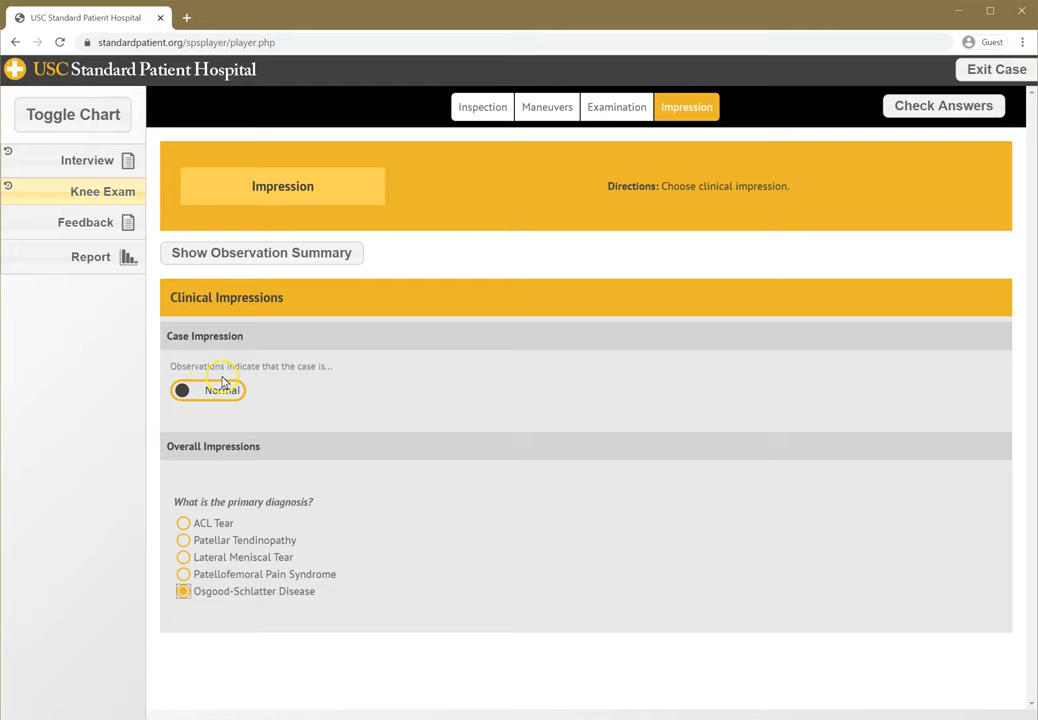 USC Standard Patient Hospital
standardpatient.org/spsplayer/player.php
Guest
USC Standard Patient Hospital
Exit Case
Toggle Chart
Inspection
Maneuvers
Examination
Impression
Check Answers
Interview
Knee Exam
Feedback
Report
Impression
Directions: Choose clinical impression.
Show Observation Summary
Clinical Impressions
Case Impression
Observations indicate that the case is...
Normal
Overall Impressions
What is the primary diagnosis?
ACL Tear
Patellar Tendinopathy
Lateral Meniscal Tear
Patellofemoral Pain Syndrome
Osgood-Schlatter Disease